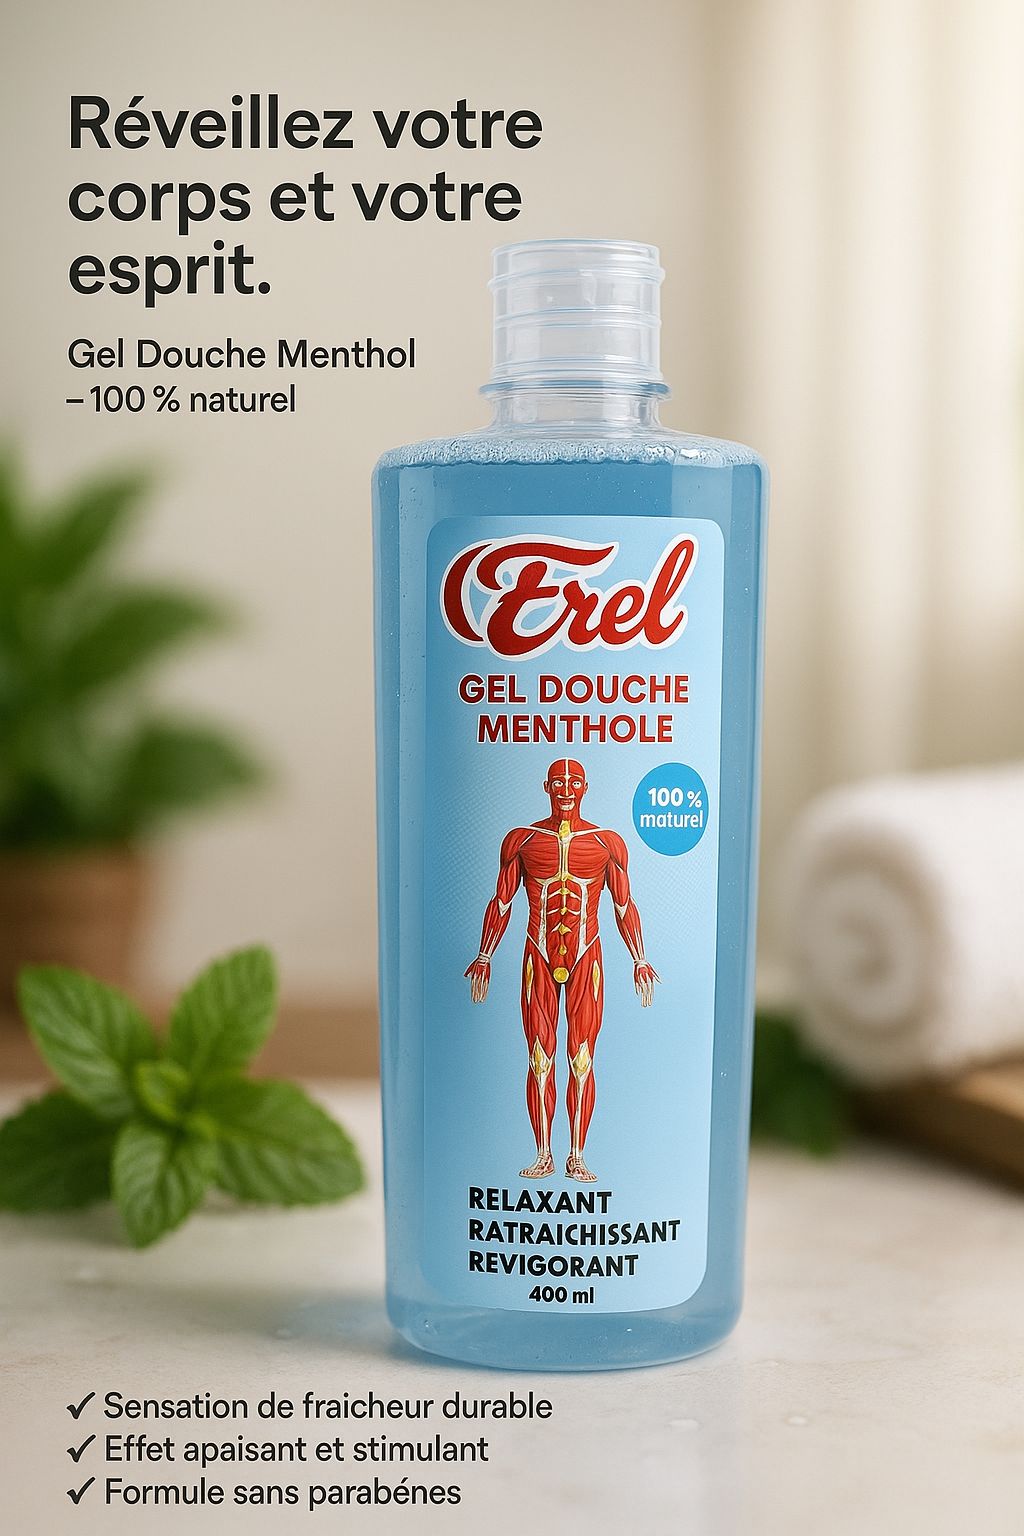 Réveillez votre
corps et votre
esprit.
Gel Douche Menthol
– 100 % naturel
Erel
GEL DOUCHE
MENTHOLE
100 %
maturel
RELAXANT
RATRAICHISSANT
REVIGORANT
400 ml
✓ Sensation de fraicheur durable
✓ Effet apaisant et stimulant
✓ Formule sans parabénes